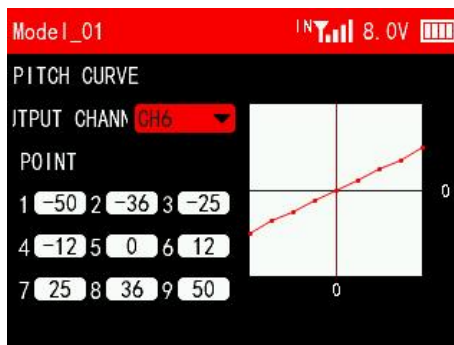 Model_01 IN 8.0V
PITCH CURVE
UTPUT CHANN CH6
POINT
1 -50 2 -36 3 -25
4 -12 5 0 6 12
7 25 8 36 9 50
0
0